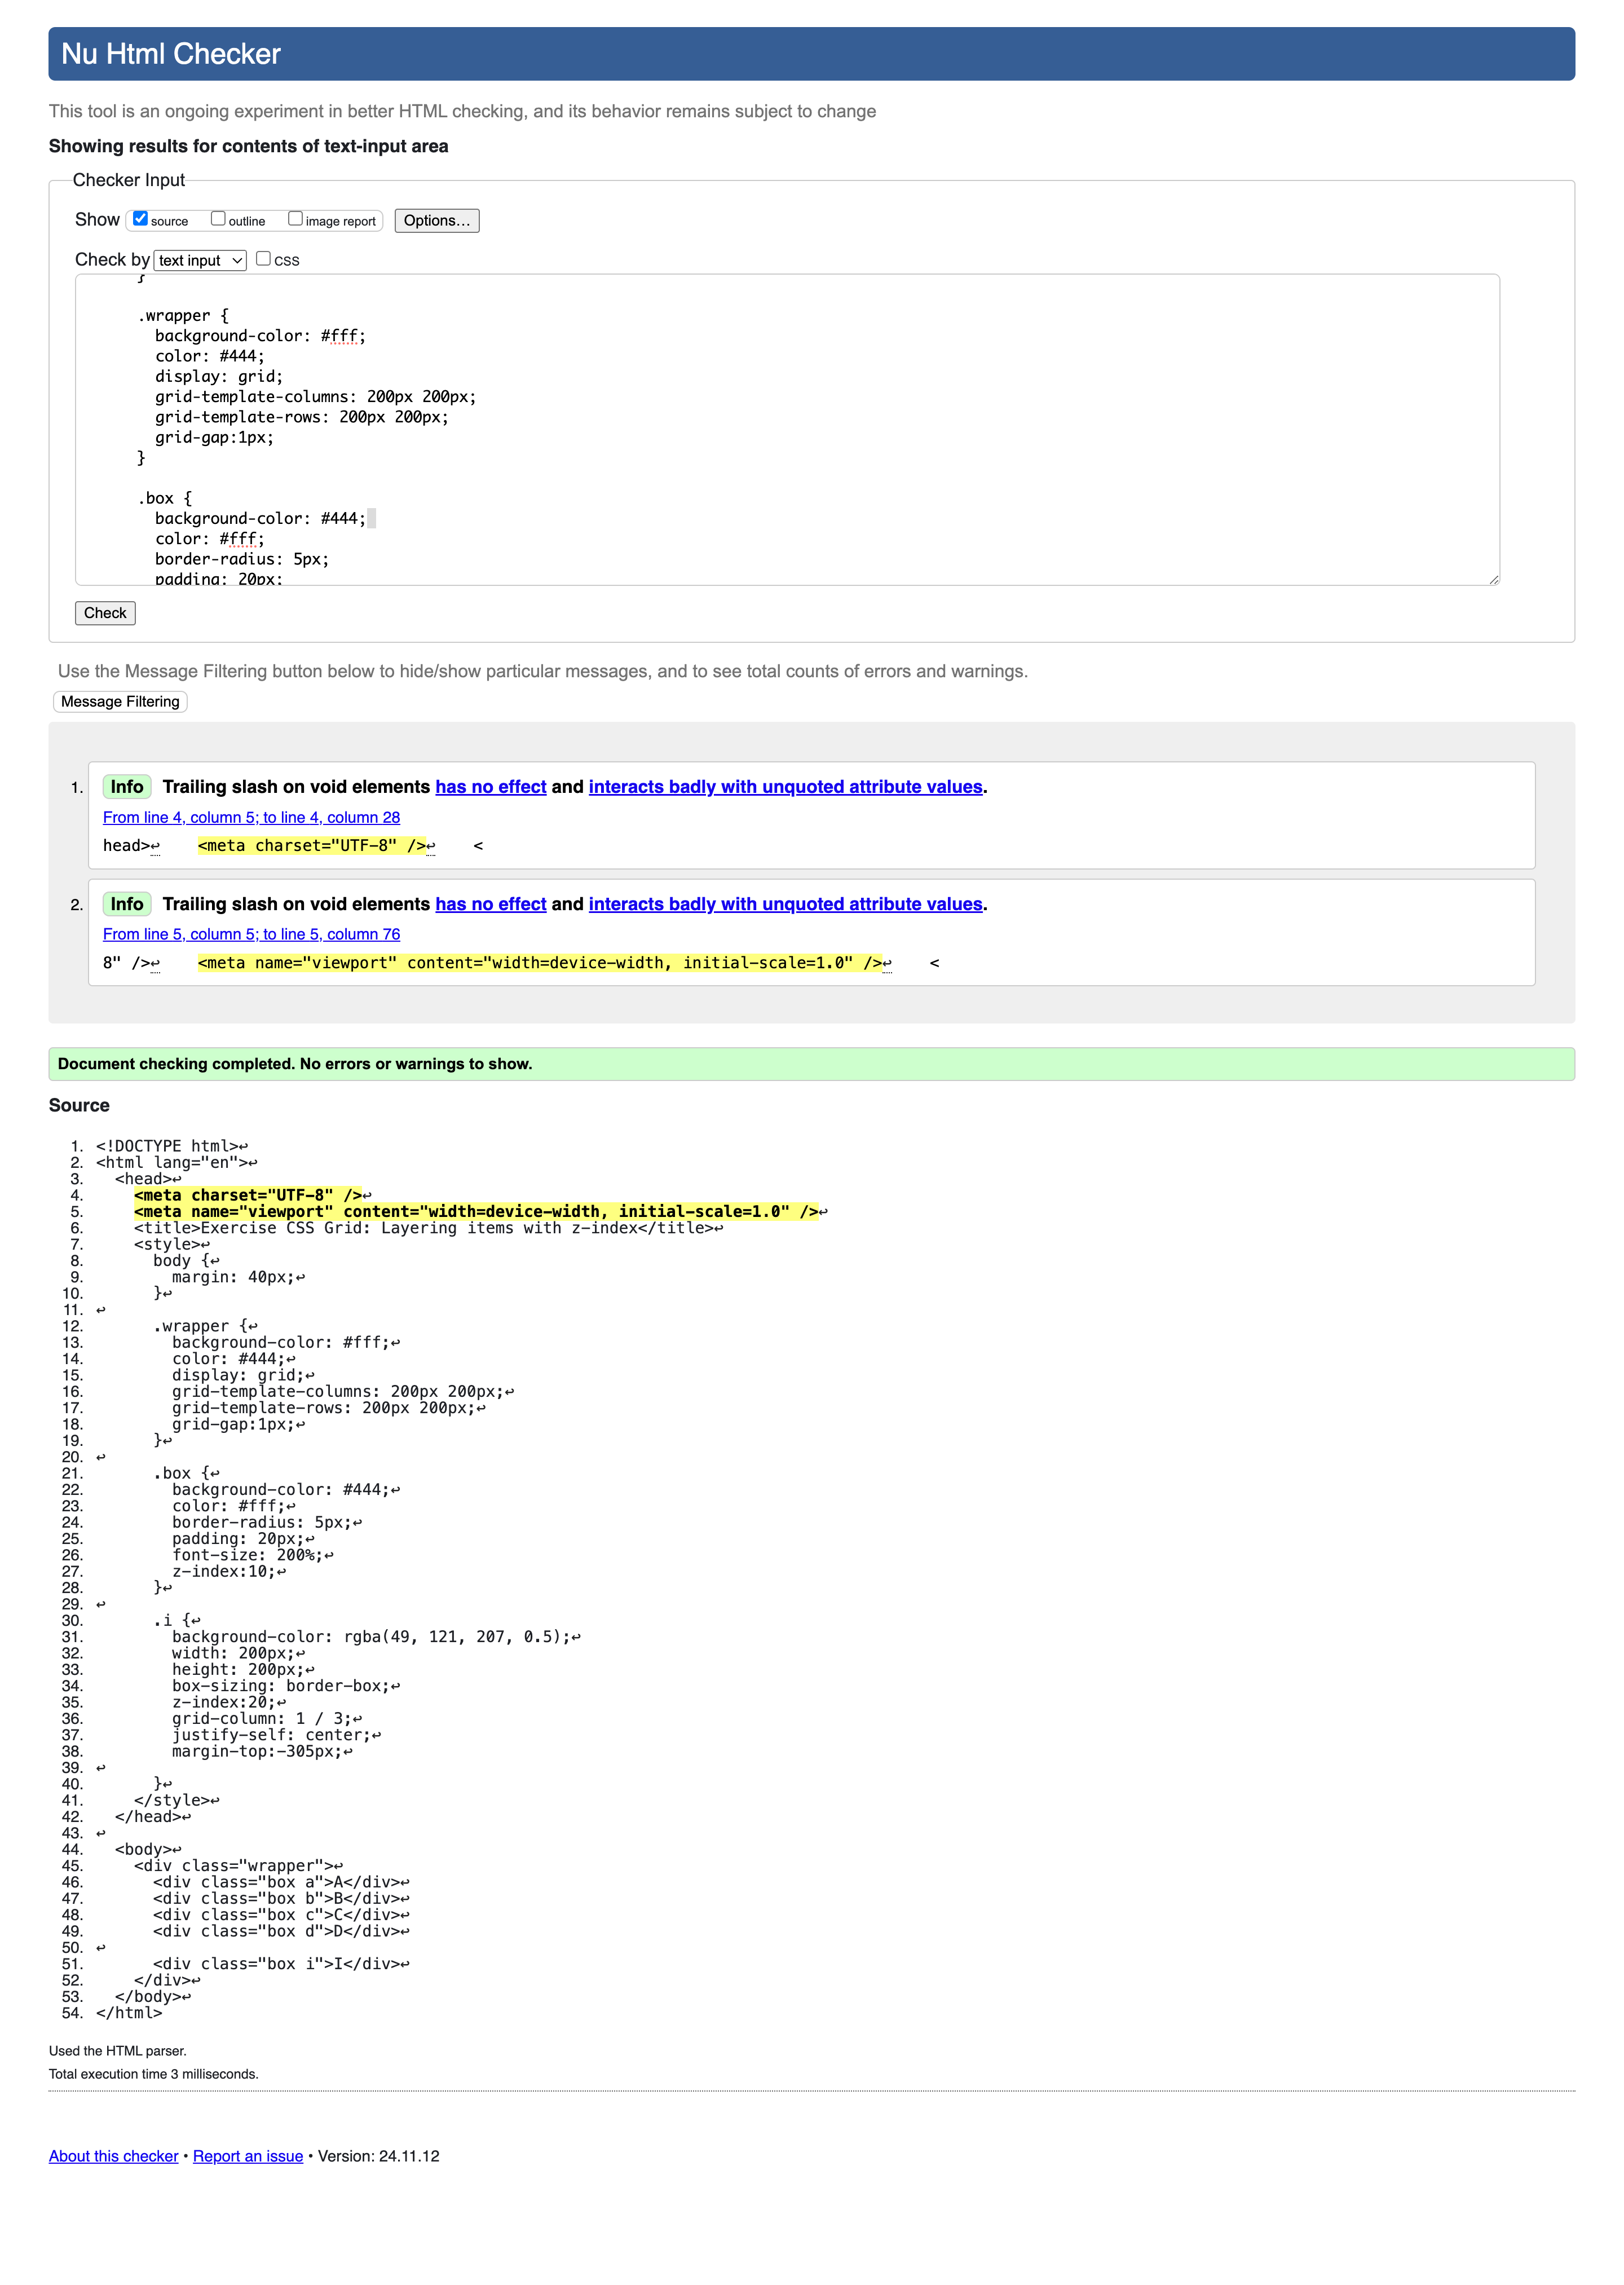 Nu Html Checker
This tool is an ongoing experiment in better HTML checking, and its behavior remains subject to change
Showing results for contents of text-input area
Checker Input
Show source outline image report Options...
Check by text input css
}
.wrapper {
background-color: #fff;
color: #444;
display: grid;
grid-template-columns: 200px 200px;
grid-template-rows: 200px 200px;
grid-gap:1px;
}
.box {
background-color: #444;
color: #fff;
border-radius: 5px;
padding: 20px;
Check
Use the Message Filtering button below to hide/show particular messages, and to see total counts of errors and warnings.
Message Filtering
1. Info Trailing slash on void elements has no effect and interacts badly with unquoted attribute values.
From line 4, column 5; to line 4, column 28
head>↩ <meta charset="UTF-8" />↩ <
2. Info Trailing slash on void elements has no effect and interacts badly with unquoted attribute values.
From line 5, column 5; to line 5, column 76
8" />↩ <meta name="viewport" content="width=device-width, initial-scale=1.0" />↩ <
Document checking completed. No errors or warnings to show.
Source
1. <!DOCTYPE html>↩
2. <html lang="en">↩
3. <head>↩
4. <meta charset="UTF-8" />↩
5. <meta name="viewport" content="width=device-width, initial-scale=1.0" />↩
6. <title>Exercise CSS Grid: Layering items with z-index</title>↩
7. <style>↩
8. body {↩
9. margin: 40px;↩
10. }↩
11. ↩
12. .wrapper {↩
13. background-color: #fff;↩
14. color: #444;↩
15. display: grid;↩
16. grid-template-columns: 200px 200px;↩
17. grid-template-rows: 200px 200px;↩
18. grid-gap:1px;↩
19. }↩
20. ↩
21. .box {↩
22. background-color: #444;↩
23. color: #fff;↩
24. border-radius: 5px;↩
25. padding: 20px;↩
26. font-size: 200%;↩
27. z-index:10;↩
28. }↩
29. ↩
30. .i {↩
31. background-color: rgba(49, 121, 207, 0.5);↩
32. width: 200px;↩
33. height: 200px;↩
34. box-sizing: border-box;↩
35. z-index:20;↩
36. grid-column: 1 / 3;↩
37. justify-self: center;↩
38. margin-top:-305px;↩
39. ↩
40. }↩
41. </style>↩
42. </head>↩
43. ↩
44. <body>↩
45. <div class="wrapper">↩
46. <div class="box a">A</div>↩
47. <div class="box b">B</div>↩
48. <div class="box c">C</div>↩
49. <div class="box d">D</div>↩
50. ↩
51. <div class="box i">I</div>↩
52. </div>↩
53. </body>↩
54. </html>
Used the HTML parser.
Total execution time 3 milliseconds.
About this checker • Report an issue • Version: 24.11.12